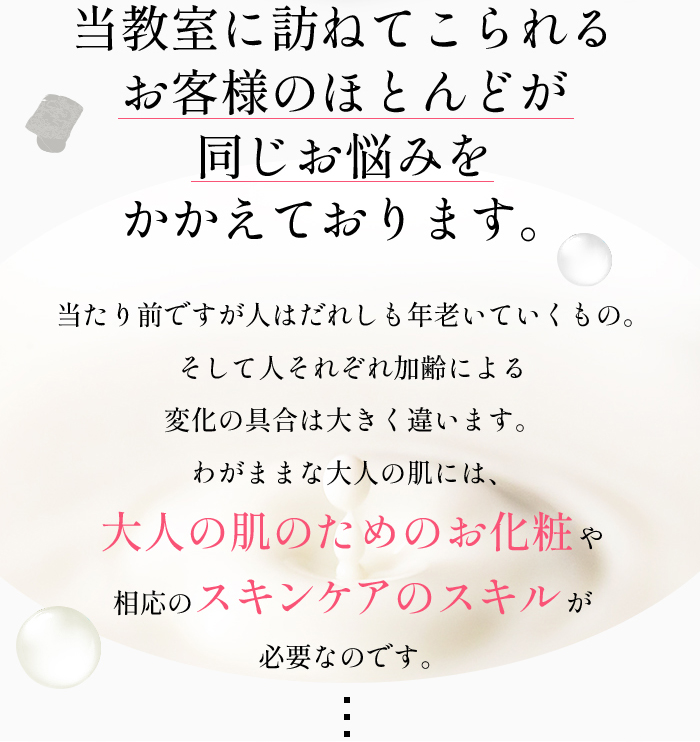 当教室に訪ねてこられる
お客様のほとんどが
同じお悩みを
かかえております。
当たり前ですが人はだれしも年老いていくもの。
そして人それぞれ加齢による
変化の具合は大きく違います。
わがままな大人の肌には、
大人の肌のためのお化粧や
相応のスキンケアのスキルが
必要なのです。